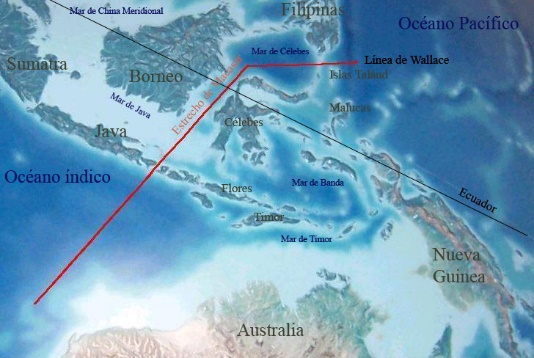 Mar de China Meridional
Filipinas
Océano Pacífico
Mar de Célebes
Línea de Wallace
Sumatra
Borneo
Islas Talaud
Estrecho de Macasar
Mar de Java
Molucas
Java
Célebes
Océano índico
Flores
Mar de Banda
Ecuador
Timor
Mar de Timor
Nueva
Guinea
Australia